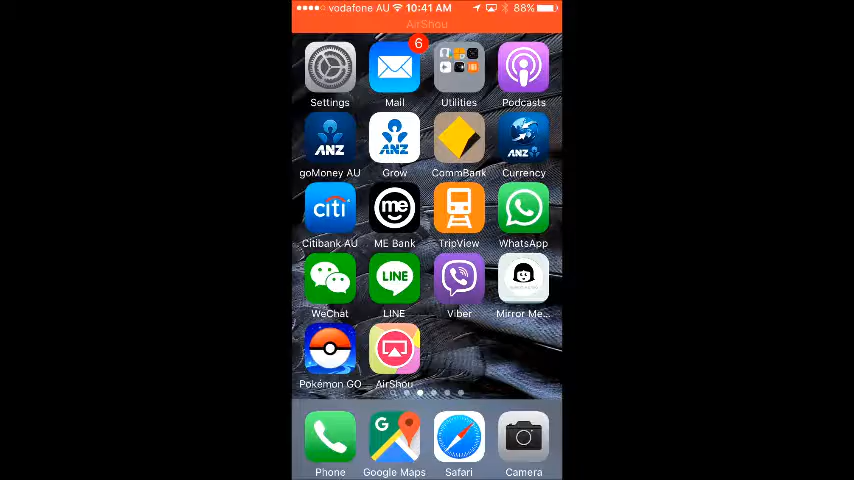 vodafone AU 10:41 AM 88%
AirShou
6
Settings Mail Utilities Podcasts
ANZ ANZ ANZ
goMoney AU Grow CommBank Currency
citi me
Citibank AU ME Bank TripView WhatsApp
LINE
WeChat LINE Viber Mirror Me...
Pokémon GO AirShou
G
Phone Google Maps Safari Camera